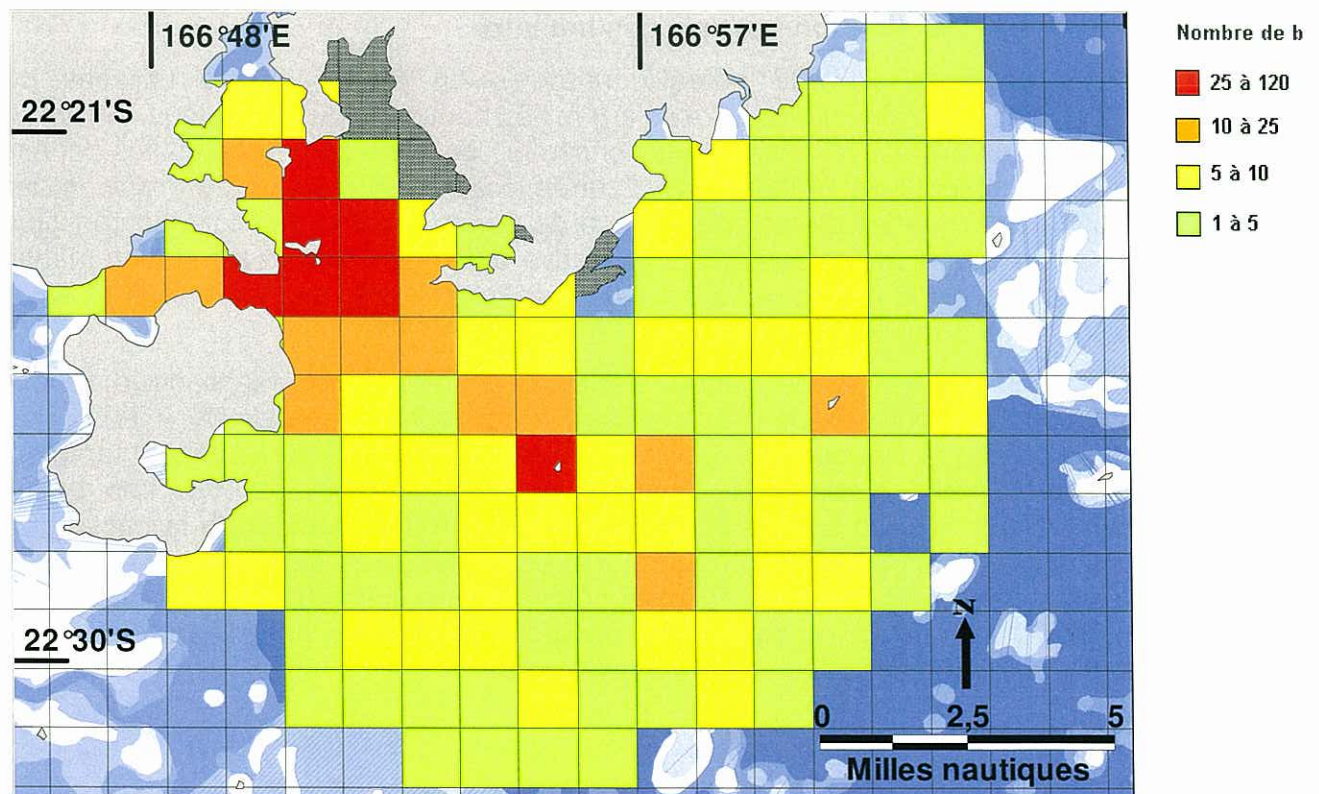 166°48'E
166°57'E
22°21'S
22°30'S
Nombre de b
25 à 120
10 à 25
5 à 10
1 à 5
N
0 2,5 5
Milles nautiques